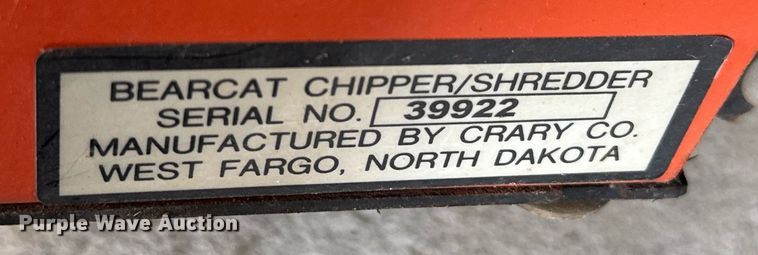 BEARCAT CHIPPER/SHREDDER
SERIAL NO. 39922
MANUFACTURED BY CRARY CO.
WEST FARGO, NORTH DAKOTA
Purple Wave Auction